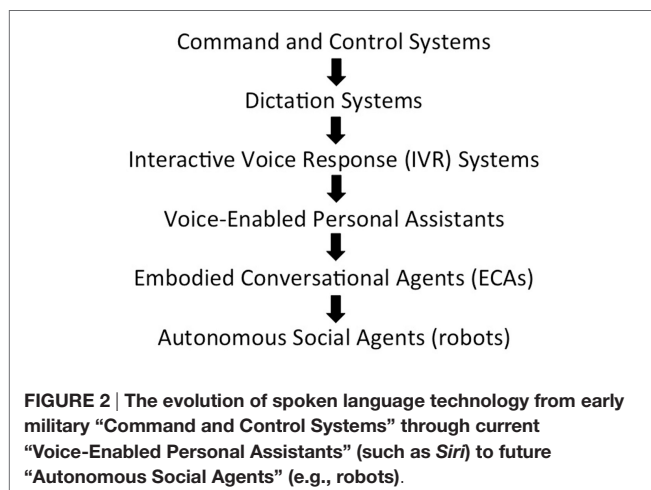 Command and Control Systems
Dictation Systems
Interactive Voice Response (IVR) Systems
Voice-Enabled Personal Assistants
Embodied Conversational Agents (ECAs)
Autonomous Social Agents (robots)
FIGURE 2 | The evolution of spoken language technology from early
military “Command and Control Systems” through current
“Voice-Enabled Personal Assistants” (such as Siri) to future
“Autonomous Social Agents” (e.g., robots).